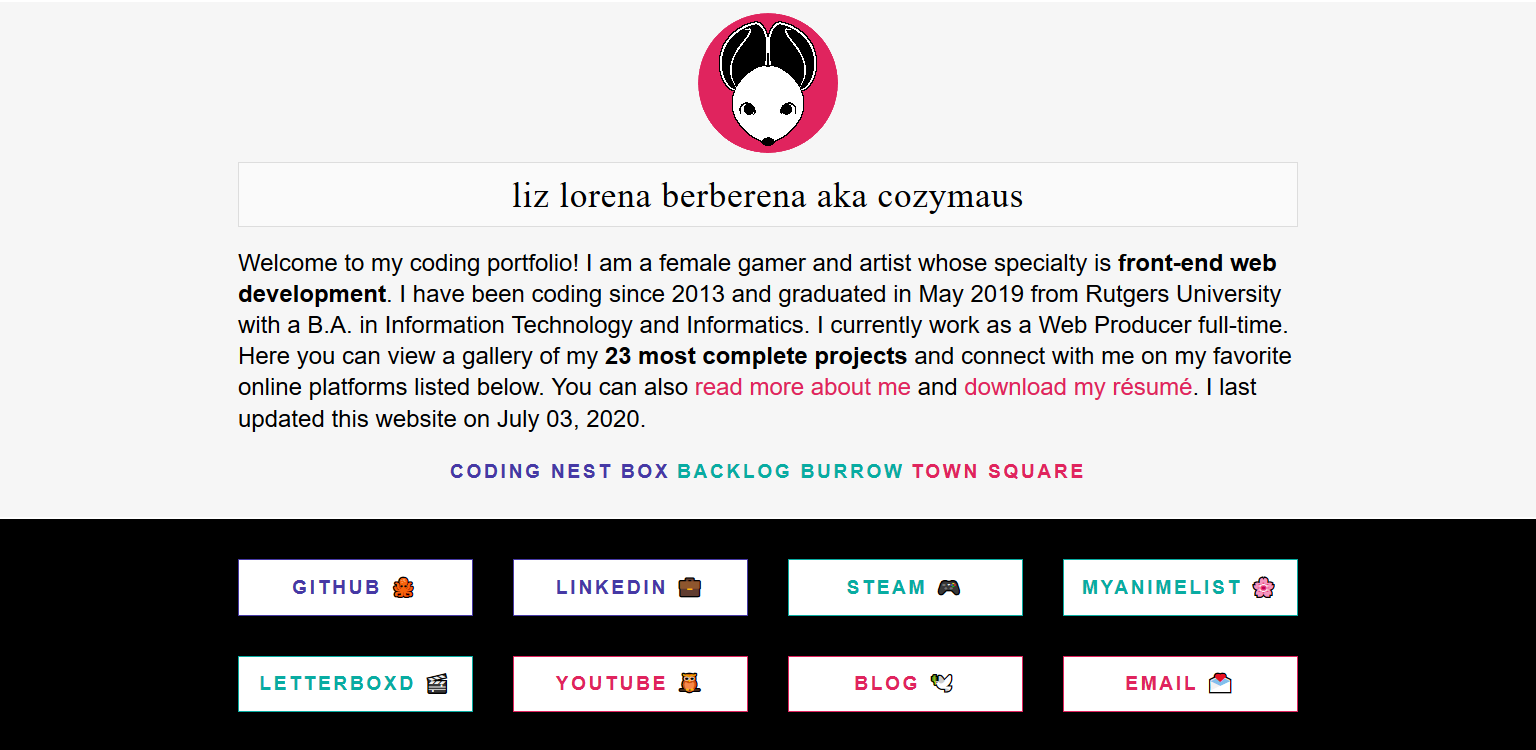 liz lorena berberena aka cozymaus
Welcome to my coding portfolio! I am a female gamer and artist whose specialty is front-end web
development. I have been coding since 2013 and graduated in May 2019 from Rutgers University
with a B.A. in Information Technology and Informatics. I currently work as a Web Producer full-time.
Here you can view a gallery of my 23 most complete projects and connect with me on my favorite
online platforms listed below. You can also read more about me and download my résumé. I last
updated this website on July 03, 2020.
CODING NEST BOX BACKLOG BURROW TOWN SQUARE
GITHUB LINKEDIN STEAM MYANIMELIST
LETTERBOXD YOUTUBE BLOG EMAIL